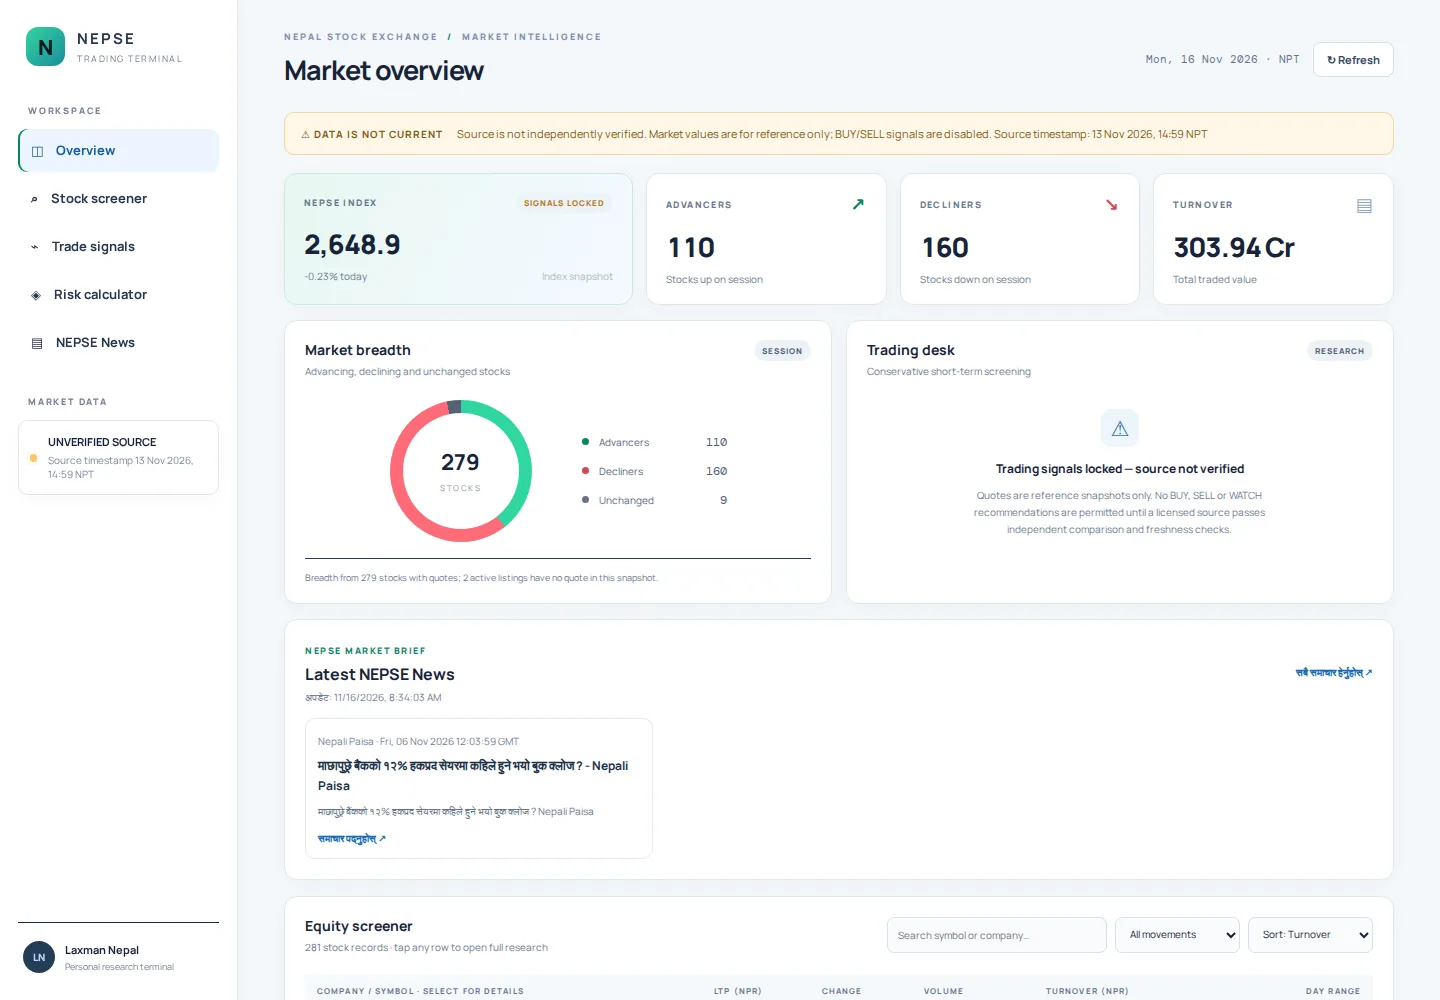 N
NEPSE
TRADING TERMINAL
WORKSPACE
Overview
Stock screener
Trade signals
Risk calculator
NEPSE News
MARKET DATA
UNVERIFIED SOURCE
Source timestamp 13 Nov 2026,
14:59 NPT
LN
Laxman Nepal
Personal research terminal
NEPAL STOCK EXCHANGE / MARKET INTELLIGENCE
Market overview
Mon, 16 Nov 2026 · NPT
↻ Refresh
⚠ DATA IS NOT CURRENT Source is not independently verified. Market values are for reference only; BUY/SELL signals are disabled. Source timestamp: 13 Nov 2026, 14:59 NPT
NEPSE INDEX
SIGNALS LOCKED
2,648.9
-0.23% today
Index snapshot
ADVANCERS ↗
110
Stocks up on session
DECLINERS ↘
160
Stocks down on session
TURNOVER
303.94 Cr
Total traded value
Market breadth
SESSION
Advancing, declining and unchanged stocks
279
STOCKS
Advancers 110
Decliners 160
Unchanged 9
Breadth from 279 stocks with quotes; 2 active listings have no quote in this snapshot.
Trading desk
RESEARCH
Conservative short-term screening
⚠
Trading signals locked — source not verified
Quotes are reference snapshots only. No BUY, SELL or WATCH
recommendations are permitted until a licensed source passes
independent comparison and freshness checks.
NEPSE MARKET BRIEF
Latest NEPSE News
सबै समाचार हेर्नुहोस् ↗
अपडेट: 11/16/2026, 8:34:03 AM
Nepali Paisa · Fri, 06 Nov 2026 12:03:59 GMT
माछापुछ्रे बैंकको १२% हकप्रद सेयरमा कहिले हुने भयो बुक क्लोज ? - Nepali
Paisa
माछापुछ्रे बैंकको १२% हकप्रद सेयरमा कहिले हुने भयो बुक क्लोज ? Nepali Paisa
समाचार पढ्नुहोस् ↗
Equity screener
281 stock records · tap any row to open full research
Search symbol or company...
All movements
Sort: Turnover
COMPANY / SYMBOL · SELECT FOR DETAILS LTP (NPR) CHANGE VOLUME TURNOVER (NPR) DAY RANGE